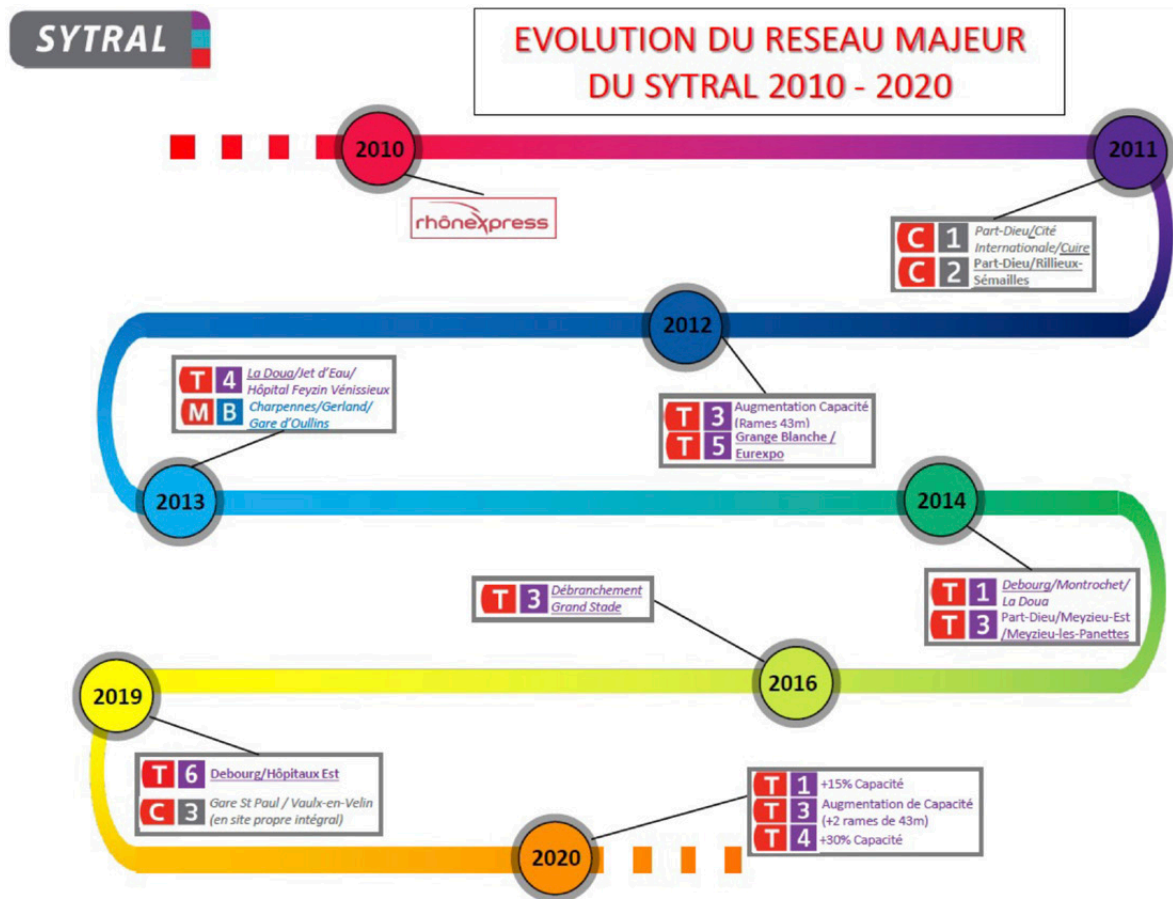 SYTRAL
EVOLUTION DU RESEAU MAJEUR
DU SYTRAL 2010 - 2020
2010
2011
rhônexpress
C 1 Part-Dieu/Cité
Internationale/Cuire
C 2 Part-Dieu/Rillieux-
Sémailles
2012
T 4 La Doua/Jet d'Eau/
Hôpital Feyzin Vénissieux
M B Charpennes/Gerland/
Gare d'Oullins
T 3 Augmentation Capacité
(Rames 43m)
T 5 Grange Blanche /
Eurexpo
2013
2014
T 3 Débranchement
Grand Stade
T 1 Debourg/Montrochet/
La Doua
T 3 Part-Dieu/Meyzieu-Est
/Meyzieu-les-Panettes
2019
2016
T 6 Debourg/Hôpitaux Est
C 3 Gare St Paul / Vaulx-en-Velin
(en site propre intégral)
T 1 +15% Capacité
T 3 Augmentation de Capacité
(+2 rames de 43m)
T 4 +30% Capacité
2020